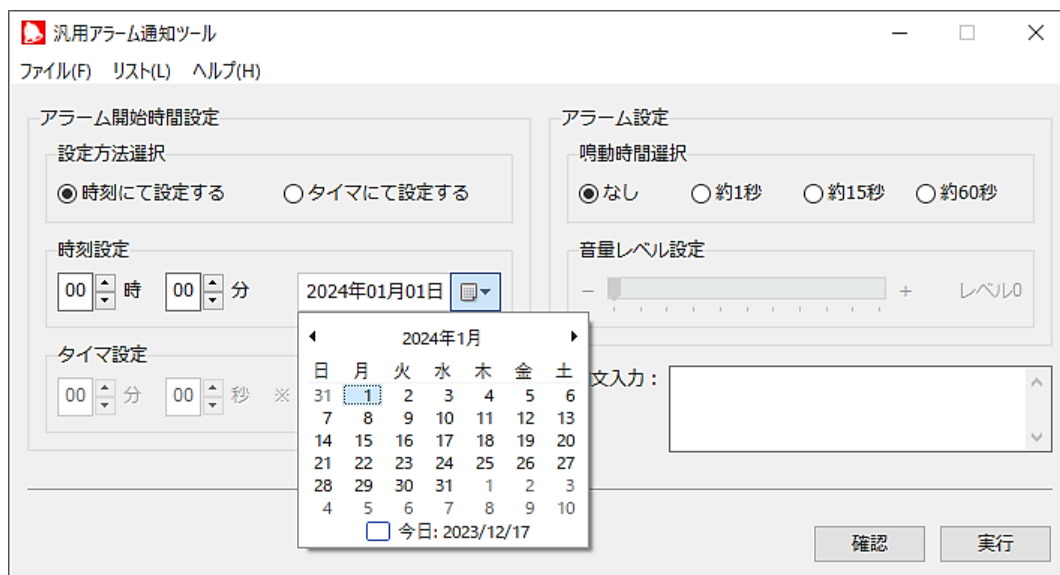 汎用アラーム通知ツール
ファイル(F) リスト(L) ヘルプ(H)
アラーム開始時間設定
設定方法選択
時刻にて設定する タイマにて設定する
時刻設定
00 時 00 分 2024年01月01日
2024年1月
日 月 火 水 木 金 土
31 1 2 3 4 5 6
7 8 9 10 11 12 13
14 15 16 17 18 19 20
21 22 23 24 25 26 27
28 29 30 31 1 2 3
4 5 6 7 8 9 10
今日: 2023/12/17
タイマ設定
00 分 00 秒 ※
アラーム設定
鳴動時間選択
なし 約1秒 約15秒 約60秒
音量レベル設定
− + レベル0
文入力：
確認 実行